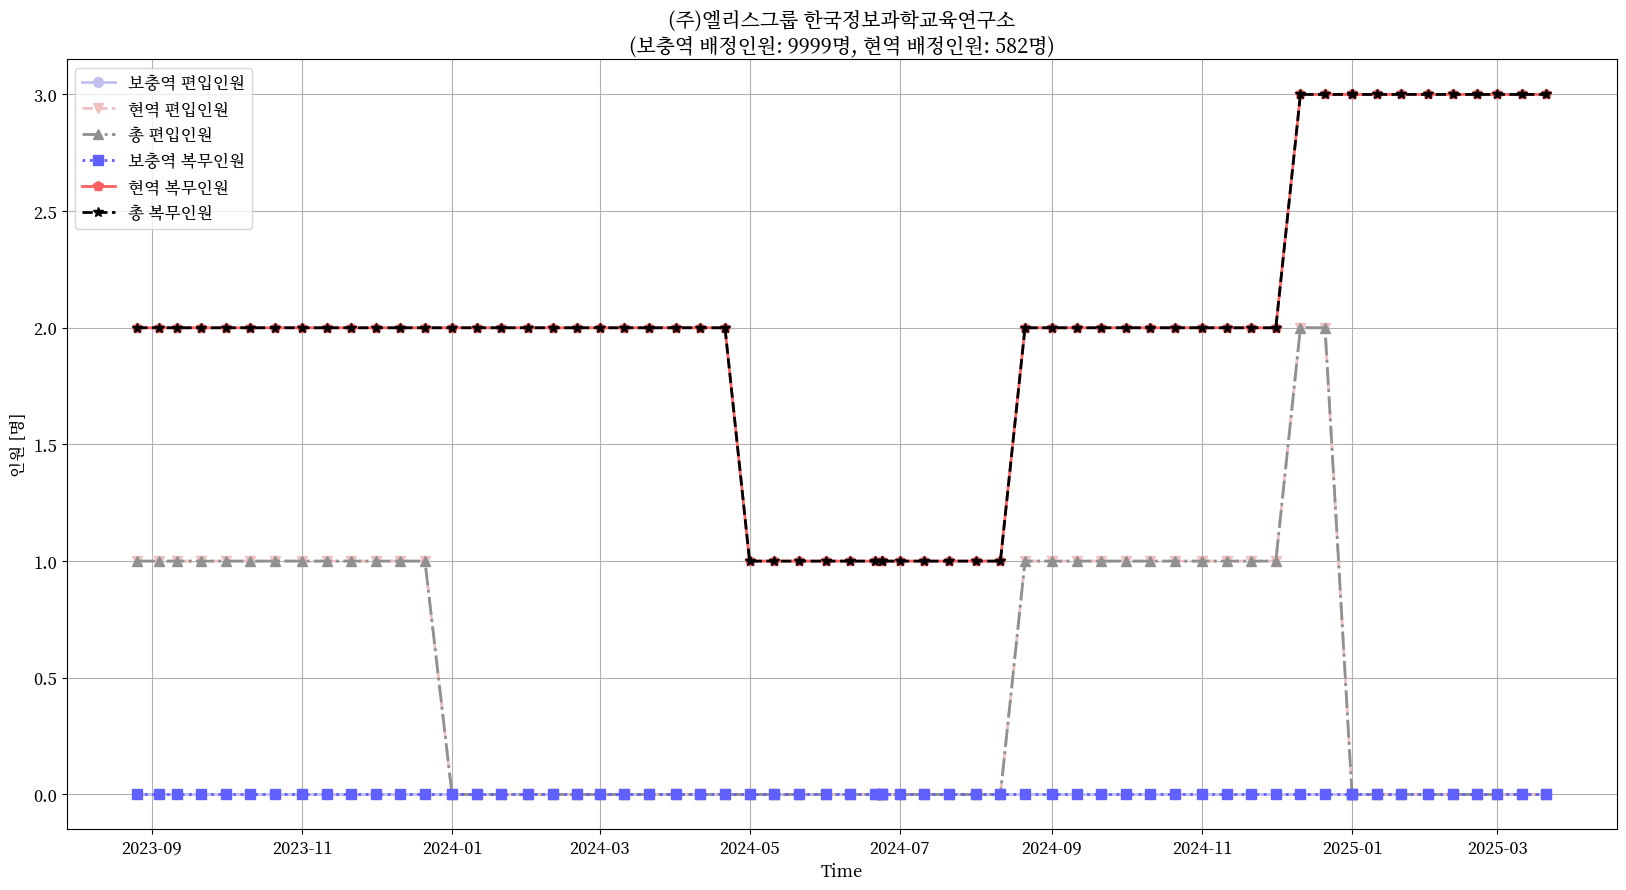 (주)엘리스그룹 한국정보과학교육연구소
(보충역 배정인원: 9999명, 현역 배정인원: 582명)
보충역 편입인원
현역 편입인원
총 편입인원
보충역 복무인원
현역 복무인원
총 복무인원
3.0
2.5
2.0
1.5
1.0
0.5
0.0
인원 [명]
2023-09 2023-11 2024-01 2024-03 2024-05 2024-07 2024-09 2024-11 2025-01 2025-03
Time